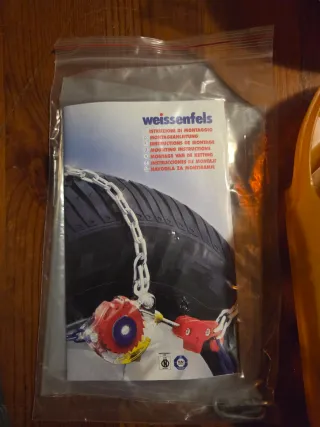 weissenfels
ISTRUZIONI DI MONTAGGIO
MONTAGEANLEITUNG
INSTRUCTIONS DE MONTAGE
MOUNTING INSTRUCTIONS
MONTAGE VAN DE KETTING
INSTRUCCIONES DE MONTAJE
NAVODILA ZA MONTIRANJE